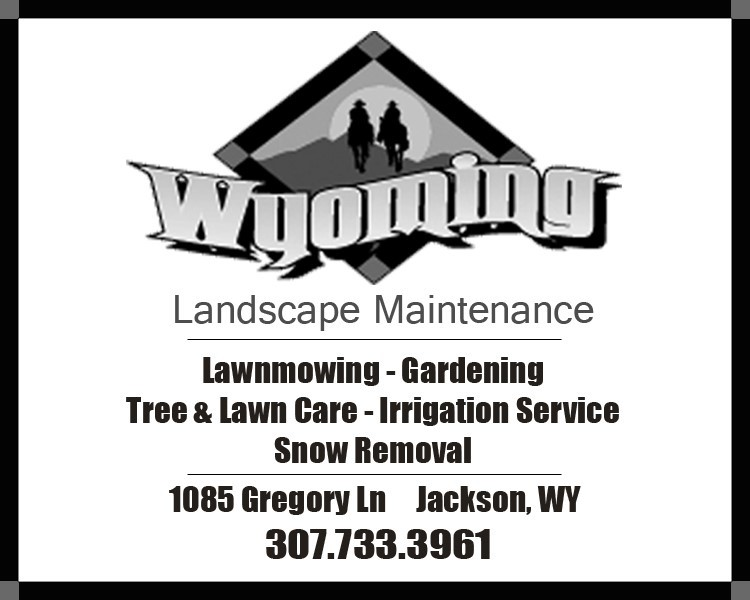 Wyoming
Landscape Maintenance
Lawnmowing - Gardening
Tree & Lawn Care - Irrigation Service
Snow Removal
1085 Gregory Ln Jackson, WY
307.733.3961